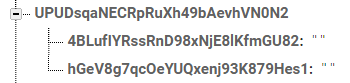 UPUDsqaNECRpRuXh49bAevhVN0N2
4BLufIYRssRnD98xNjE8lKfmGU82: " "
hGeV8g7qcOeYUQxenj93K879Hes1: " "